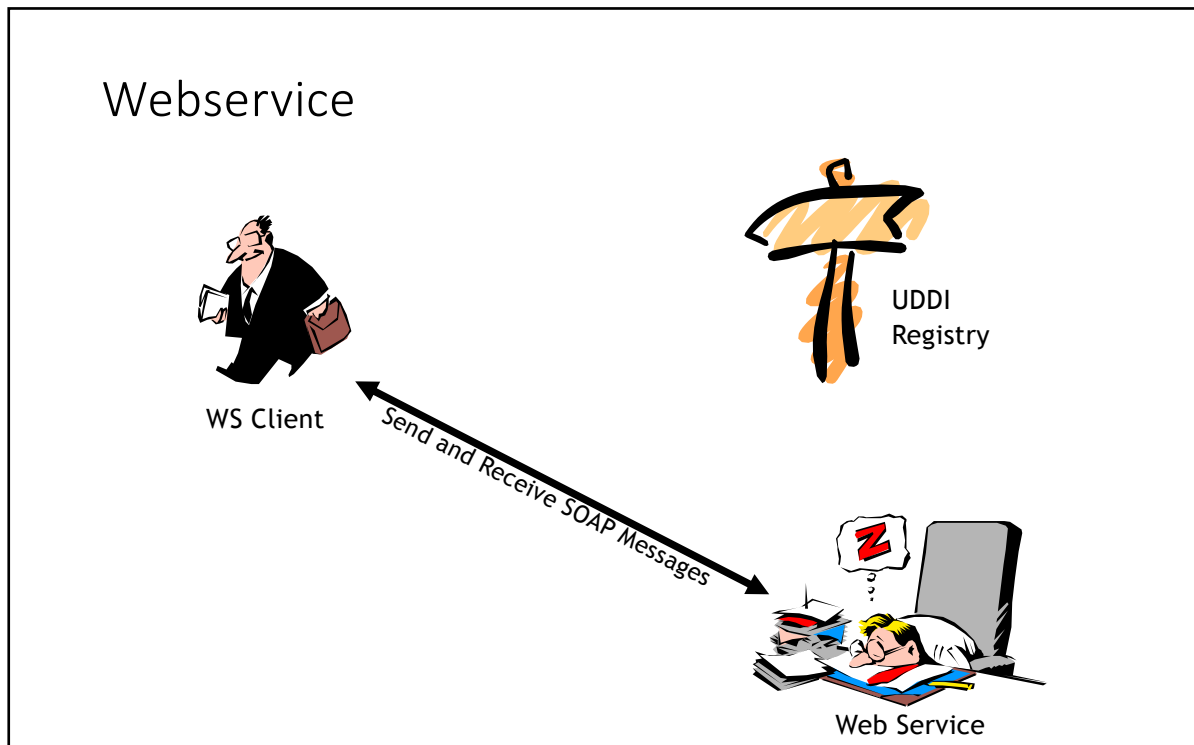 Webservice
UDDI
Registry
WS Client
Send and Receive SOAP Messages
Z
Web Service